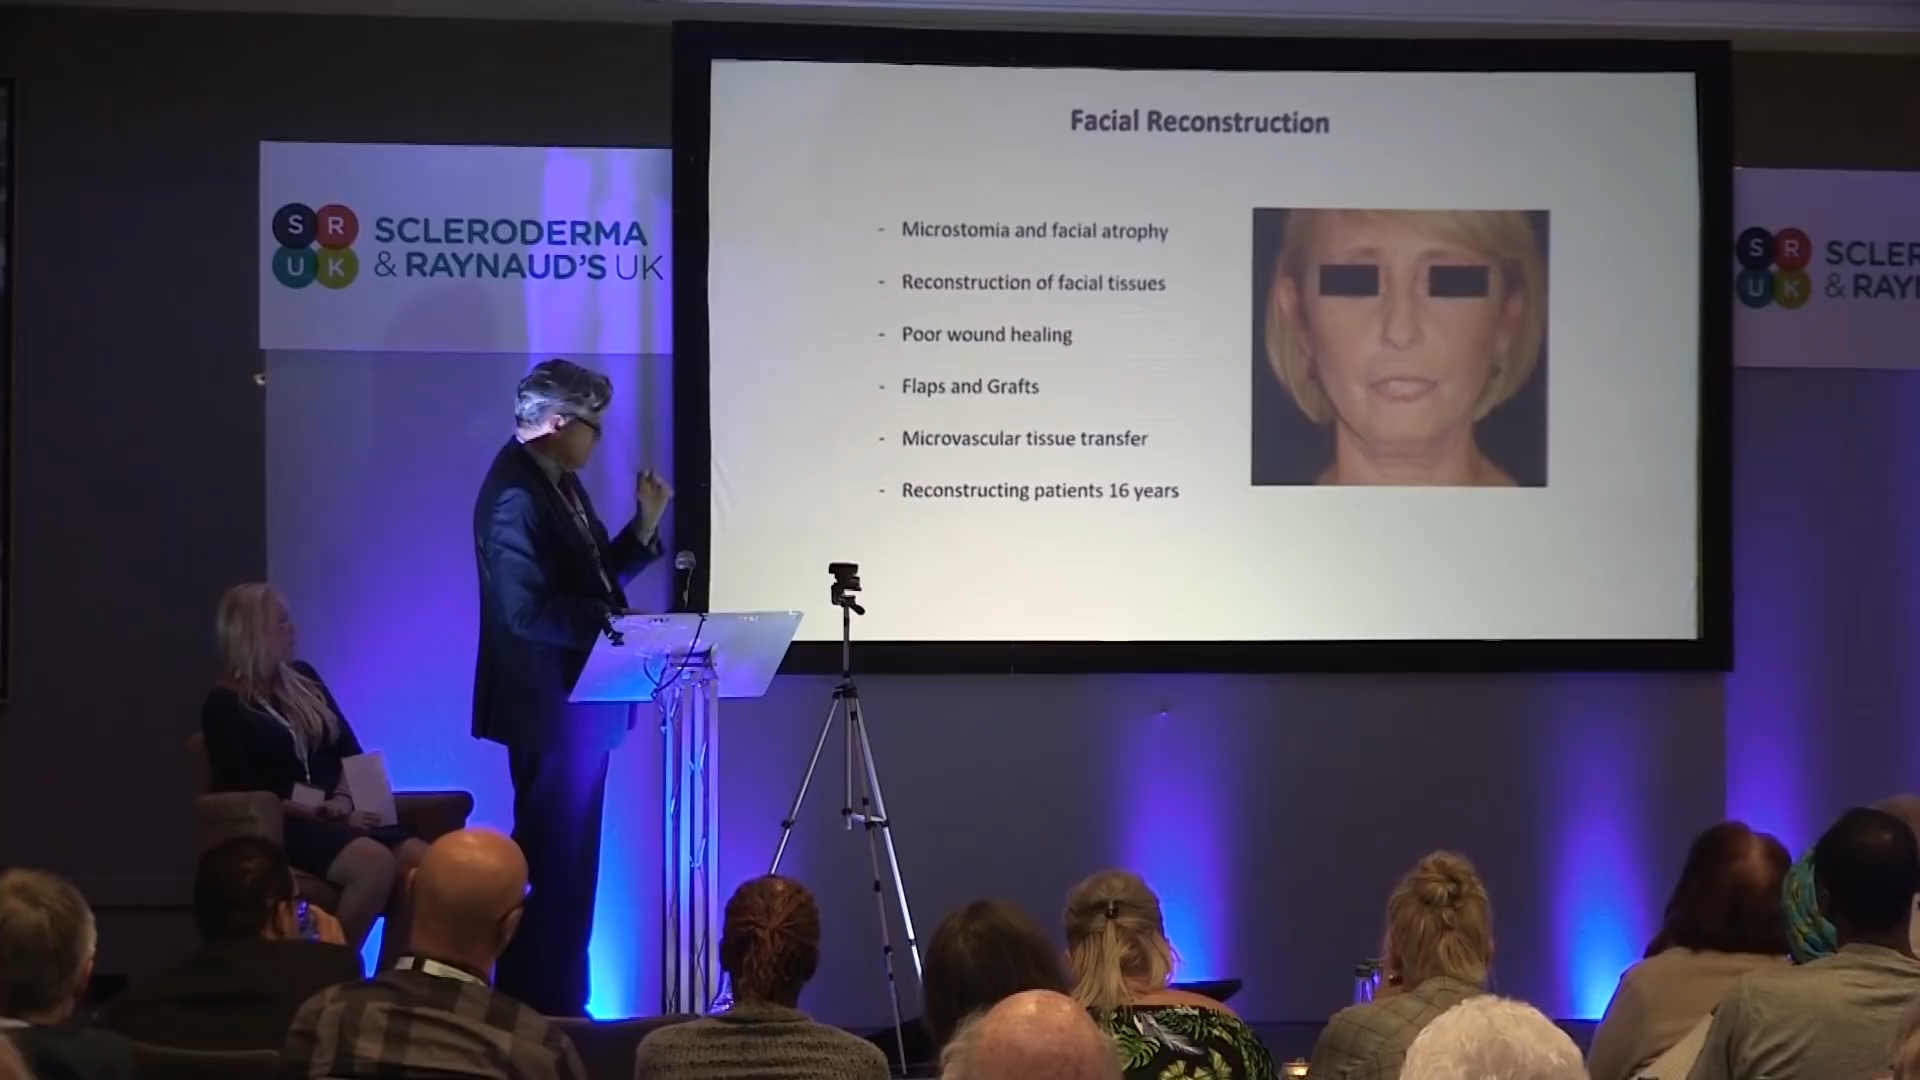 Facial Reconstruction
- Microstomia and facial atrophy
- Reconstruction of facial tissues
- Poor wound healing
- Flaps and Grafts
- Microvascular tissue transfer
- Reconstructing patients 16 years
S R
U K
SCLERODERMA
& RAYNAUD'S UK
S R
U K
SCLER
& RAY